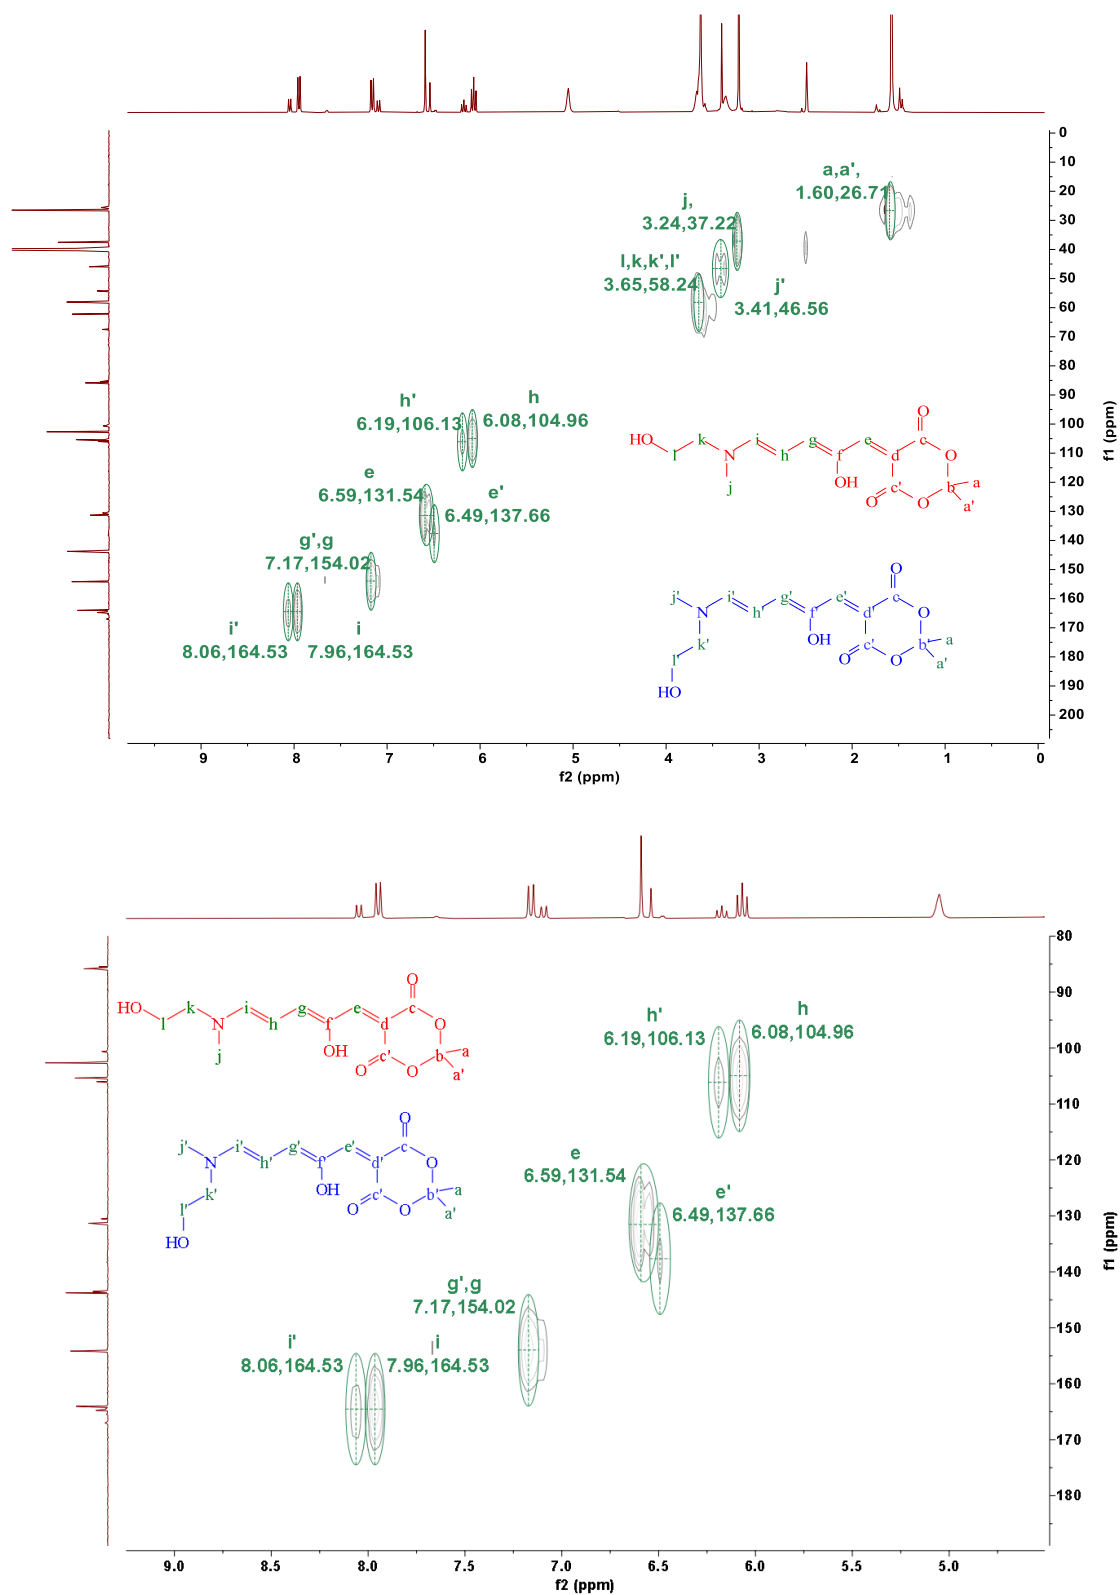 0
10
a,a',
1.60,26.71
20
j,
3.24,37.22
30
40
l,k,k',l'
3.65,58.24
50
j'
3.41,46.56
60
70
80
90
h'
6.19,106.13
h
6.08,104.96
100
110
120
e
6.59,131.54
e'
6.49,137.66
130
140
g',g
7.17,154.02
150
160
i'
8.06,164.53
i
7.96,164.53
170
180
190
200
f1 (ppm)
HO
l
k
N
j
i
h
g
f
OH
e
d
c
O
c'
O
O
O
b
a
a'
j'
N
i'
h'
g'
f'
OH
e'
d'
c
O
c'
O
O
O
b'
a
a'
k'
l'
HO
9 8 7 6 5 4 3 2 1 0
f2 (ppm)
80
90
100
110
120
130
140
150
160
170
180
f1 (ppm)
HO
l
k
N
j
i
h
g
f
OH
e
d
c
O
c'
O
O
O
b
a
a'
j'
N
i'
h'
g'
f'
OH
e'
d'
c
O
c'
O
O
O
b'
a
a'
k'
l'
HO
h'
6.19,106.13
h
6.08,104.96
e
6.59,131.54
e'
6.49,137.66
g',g
7.17,154.02
i'
8.06,164.53
i
7.96,164.53
9.0 8.5 8.0 7.5 7.0 6.5 6.0 5.5 5.0
f2 (ppm)